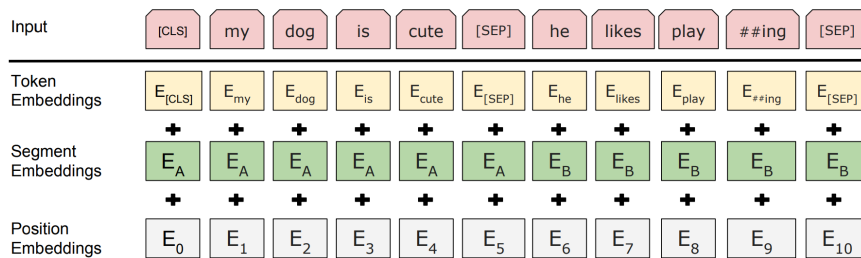 Input [CLS] my dog is cute [SEP] he likes play ##ing [SEP]
Token Embeddings E[CLS] Emy Edog Eis Ecute E[SEP] Ehe Elikes Eplay E##ing E[SEP]
+ + + + + + + + + + +
Segment Embeddings EA EA EA EA EA EA EB EB EB EB EB
+ + + + + + + + + + +
Position Embeddings E0 E1 E2 E3 E4 E5 E6 E7 E8 E9 E10